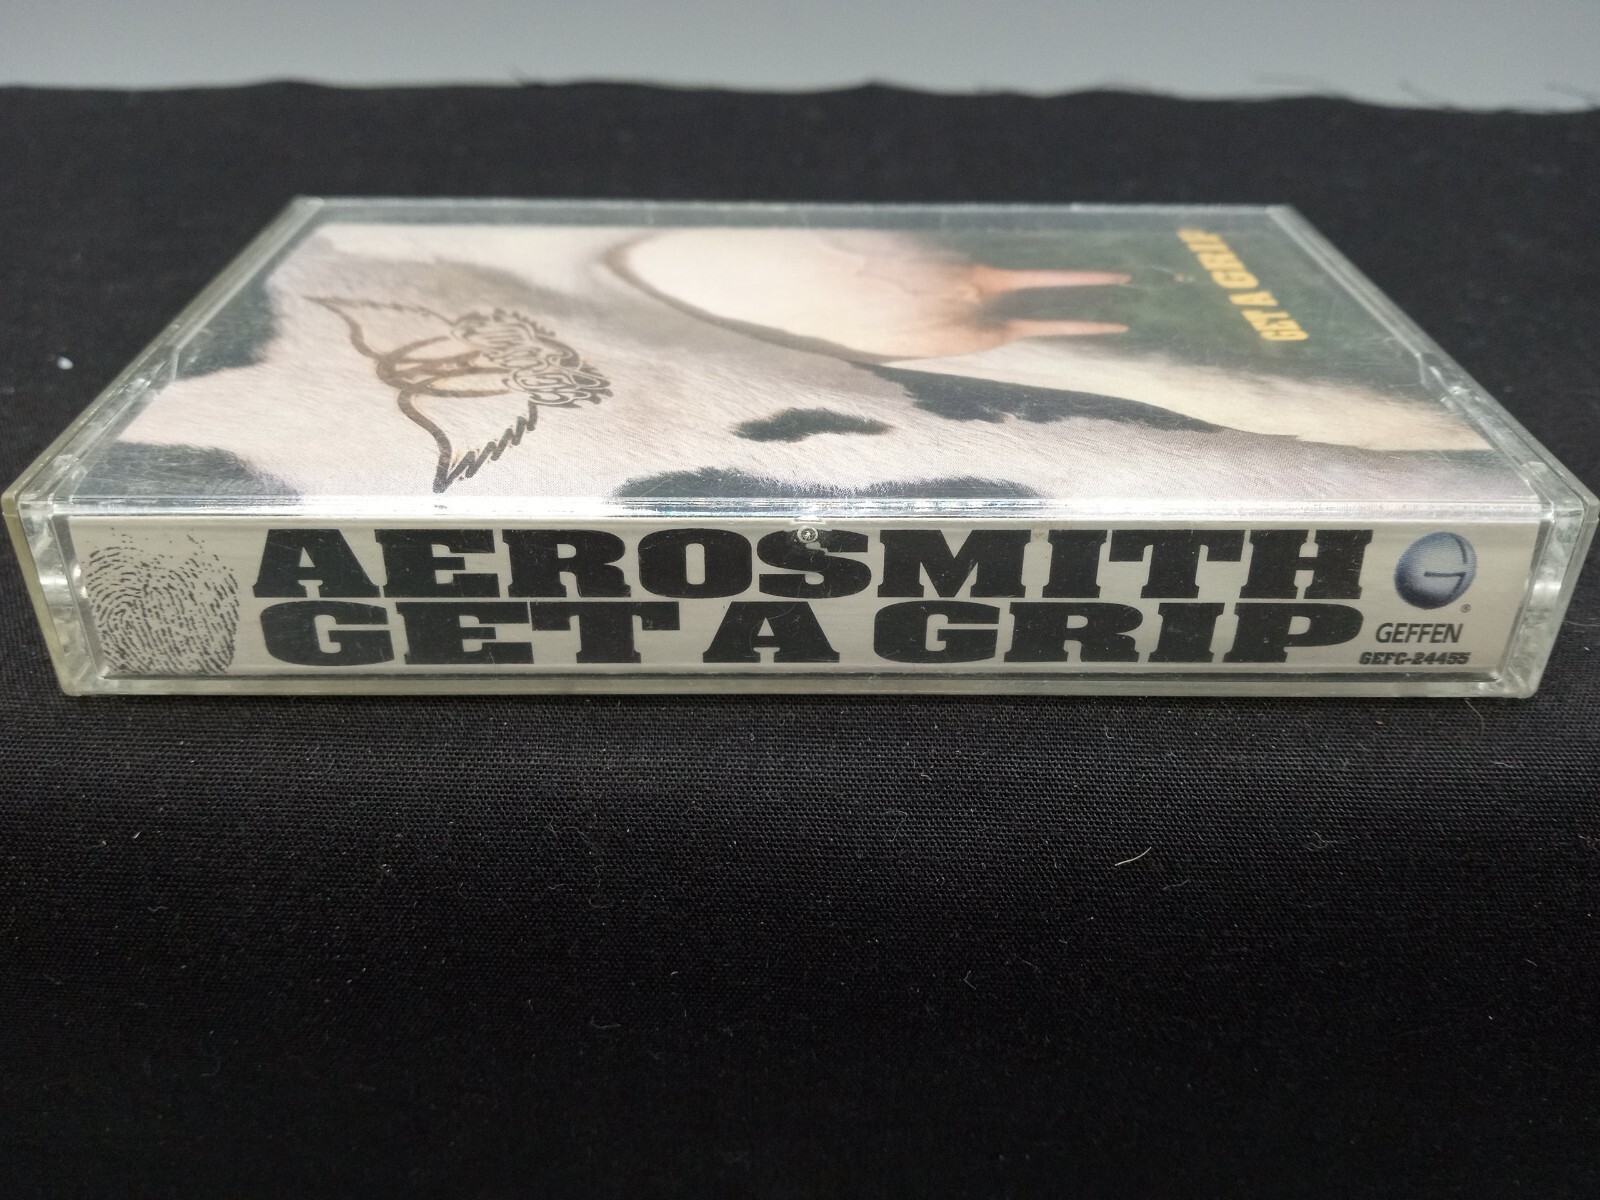 GET A GRIP
AEROSMITH
GET A GRIP
GEFFEN
GEFC-24455